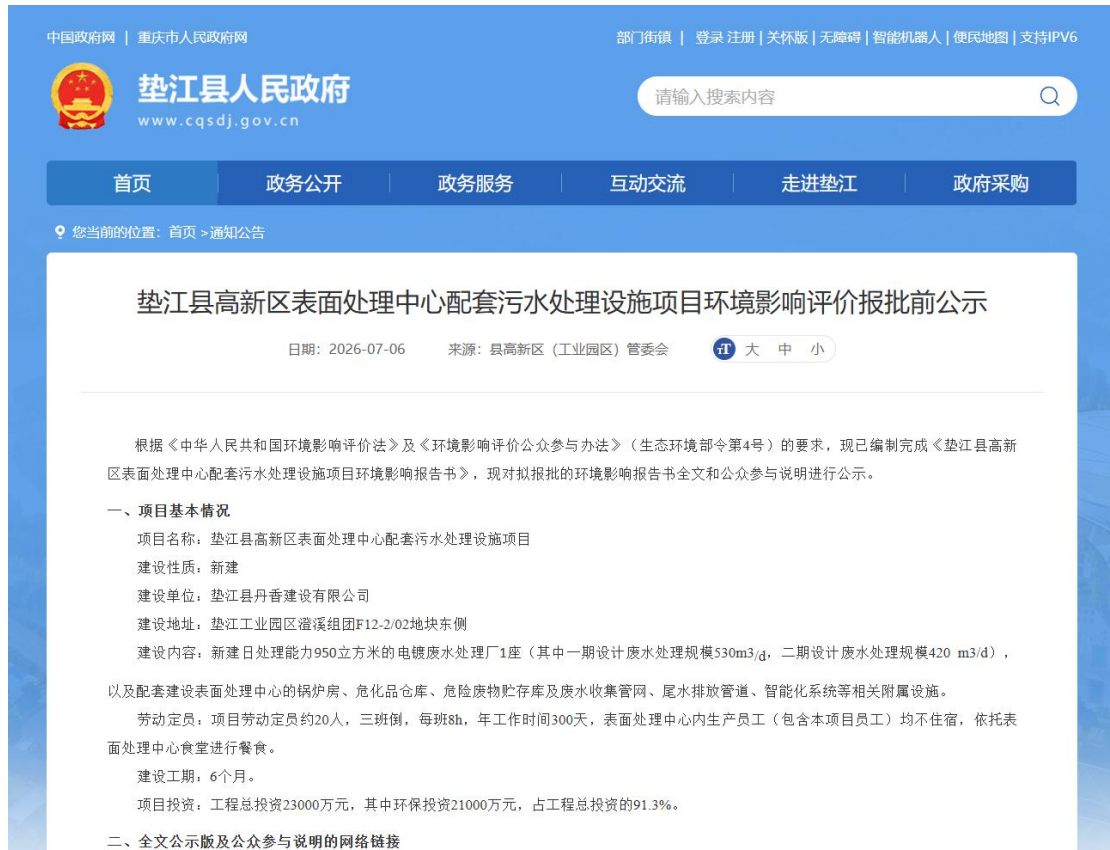 中国政府网 | 重庆市人民政府网
部门街镇 | 登录 注册 | 关怀版 | 无障碍 | 智能机器人 | 便民地图 | 支持IPV6
垫江县人民政府
www.cqsdj.gov.cn
请输入搜索内容
首页 政务公开 政务服务 互动交流 走进垫江 政府采购
您当前的位置：首页 >通知公告
垫江县高新区表面处理中心配套污水处理设施项目环境影响评价报批前公示
日期：2026-07-06 来源：县高新区（工业园区）管委会 大 中 小
根据《中华人民共和国环境影响评价法》及《环境影响评价公众参与办法》（生态环境部令第4号）的要求，现已编制完成《垫江县高新
区表面处理中心配套污水处理设施项目环境影响报告书》，现对拟报批的环境影响报告书全文和公众参与说明进行公示。
一、项目基本情况
项目名称：垫江县高新区表面处理中心配套污水处理设施项目
建设性质：新建
建设单位：垫江县丹香建设有限公司
建设地址：垫江工业园区澄溪组团F12-2/02地块东侧
建设内容：新建日处理能力950立方米的电镀废水处理厂1座（其中一期设计废水处理规模530m3/d，二期设计废水处理规模420 m3/d），
以及配套建设表面处理中心的锅炉房、危化品仓库、危险废物贮存库及废水收集管网、尾水排放管道、智能化系统等相关附属设施。
劳动定员：项目劳动定员约20人，三班倒，每班8h，年工作时间300天，表面处理中心内生产员工（包含本项目员工）均不住宿，依托表
面处理中心食堂进行餐食。
建设工期：6个月。
项目投资：工程总投资23000万元，其中环保投资21000万元，占工程总投资的91.3%。
二、全文公示版及公众参与说明的网络链接